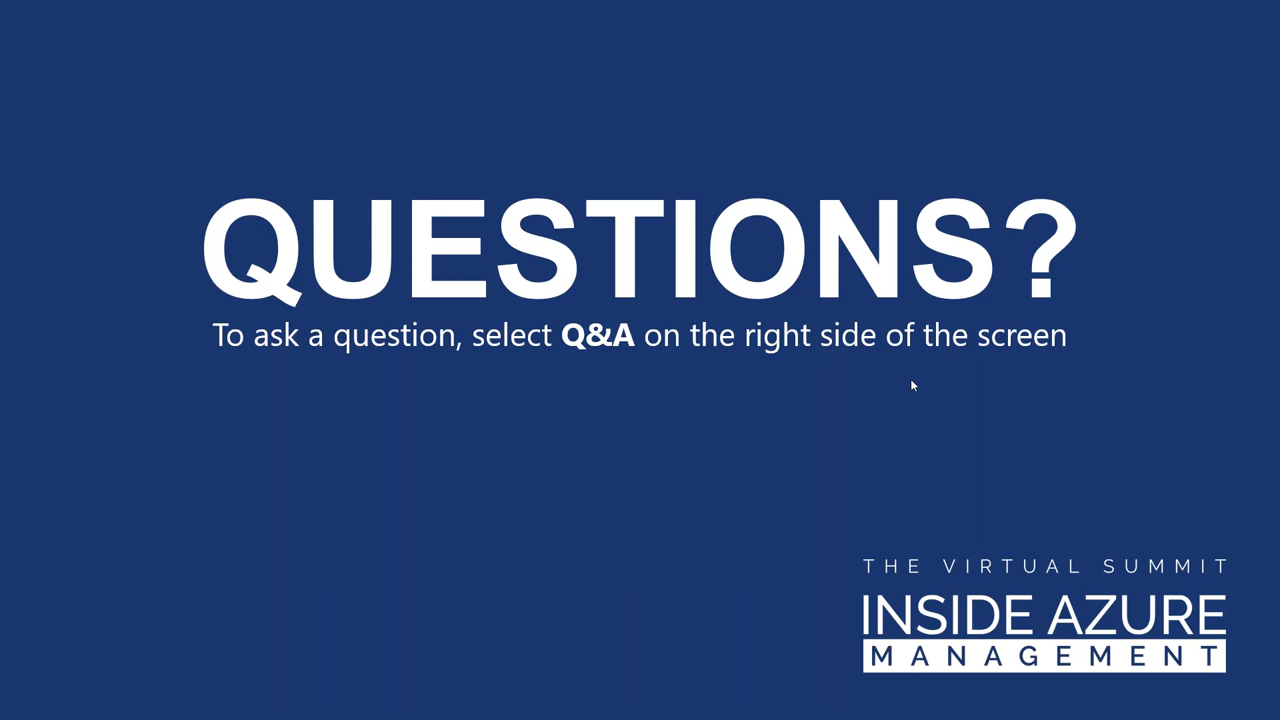 QUESTIONS?
To ask a question, select Q&A on the right side of the screen
THE VIRTUAL SUMMIT
INSIDE AZURE
MANAGEMENT